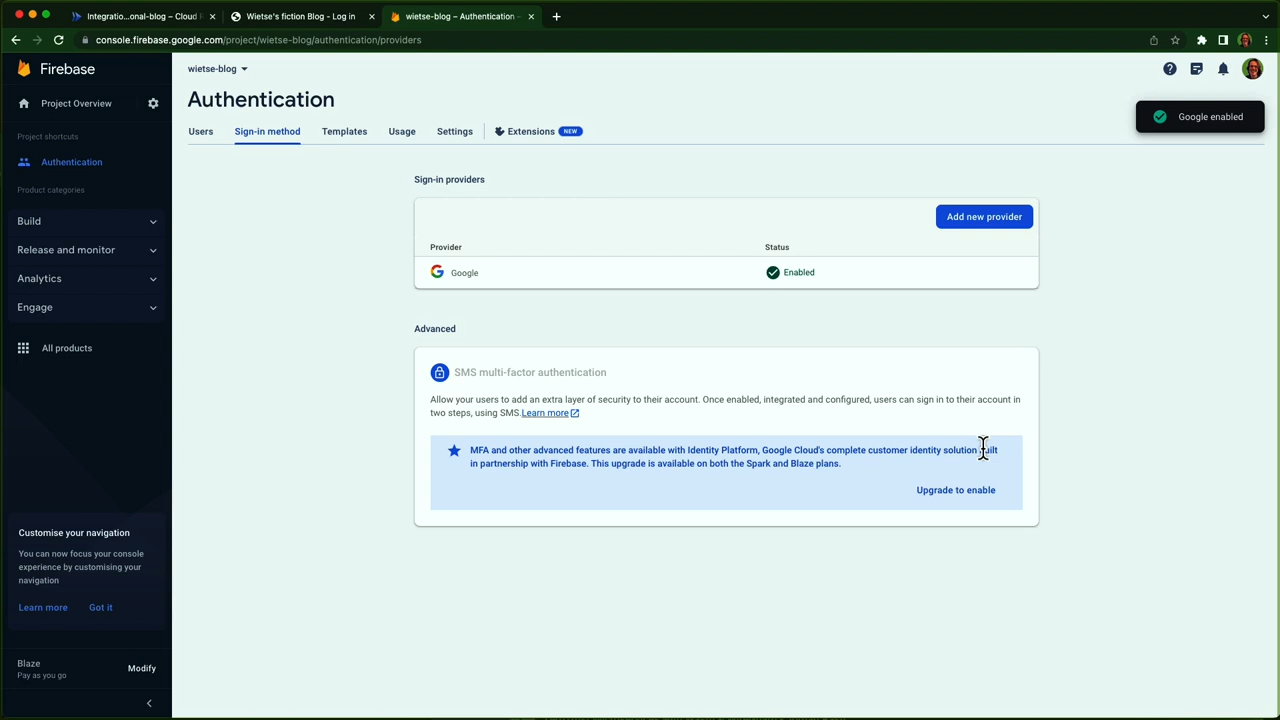 Integratio...onal-blog – Cloud
Wietse's fiction Blog - Log in
wietse-blog – Authentication –
console.firebase.google.com/project/wietse-blog/authentication/providers
Firebase
wietse-blog
Project Overview
Authentication
Users
Sign-in method
Templates
Usage
Settings
Extensions
NEW
Google enabled
Project shortcuts
Authentication
Product categories
Build
Release and monitor
Analytics
Engage
All products
Sign-in providers
Add new provider
Provider
Status
Google
Enabled
Advanced
SMS multi-factor authentication
Allow your users to add an extra layer of security to their account. Once enabled, integrated and configured, users can sign in to their account in
two steps, using SMS.Learn more
MFA and other advanced features are available with Identity Platform, Google Cloud's complete customer identity solution built
in partnership with Firebase. This upgrade is available on both the Spark and Blaze plans.
Upgrade to enable
Customise your navigation
You can now focus your console
experience by customising your
navigation
Learn more
Got it
Blaze
Pay as you go
Modify